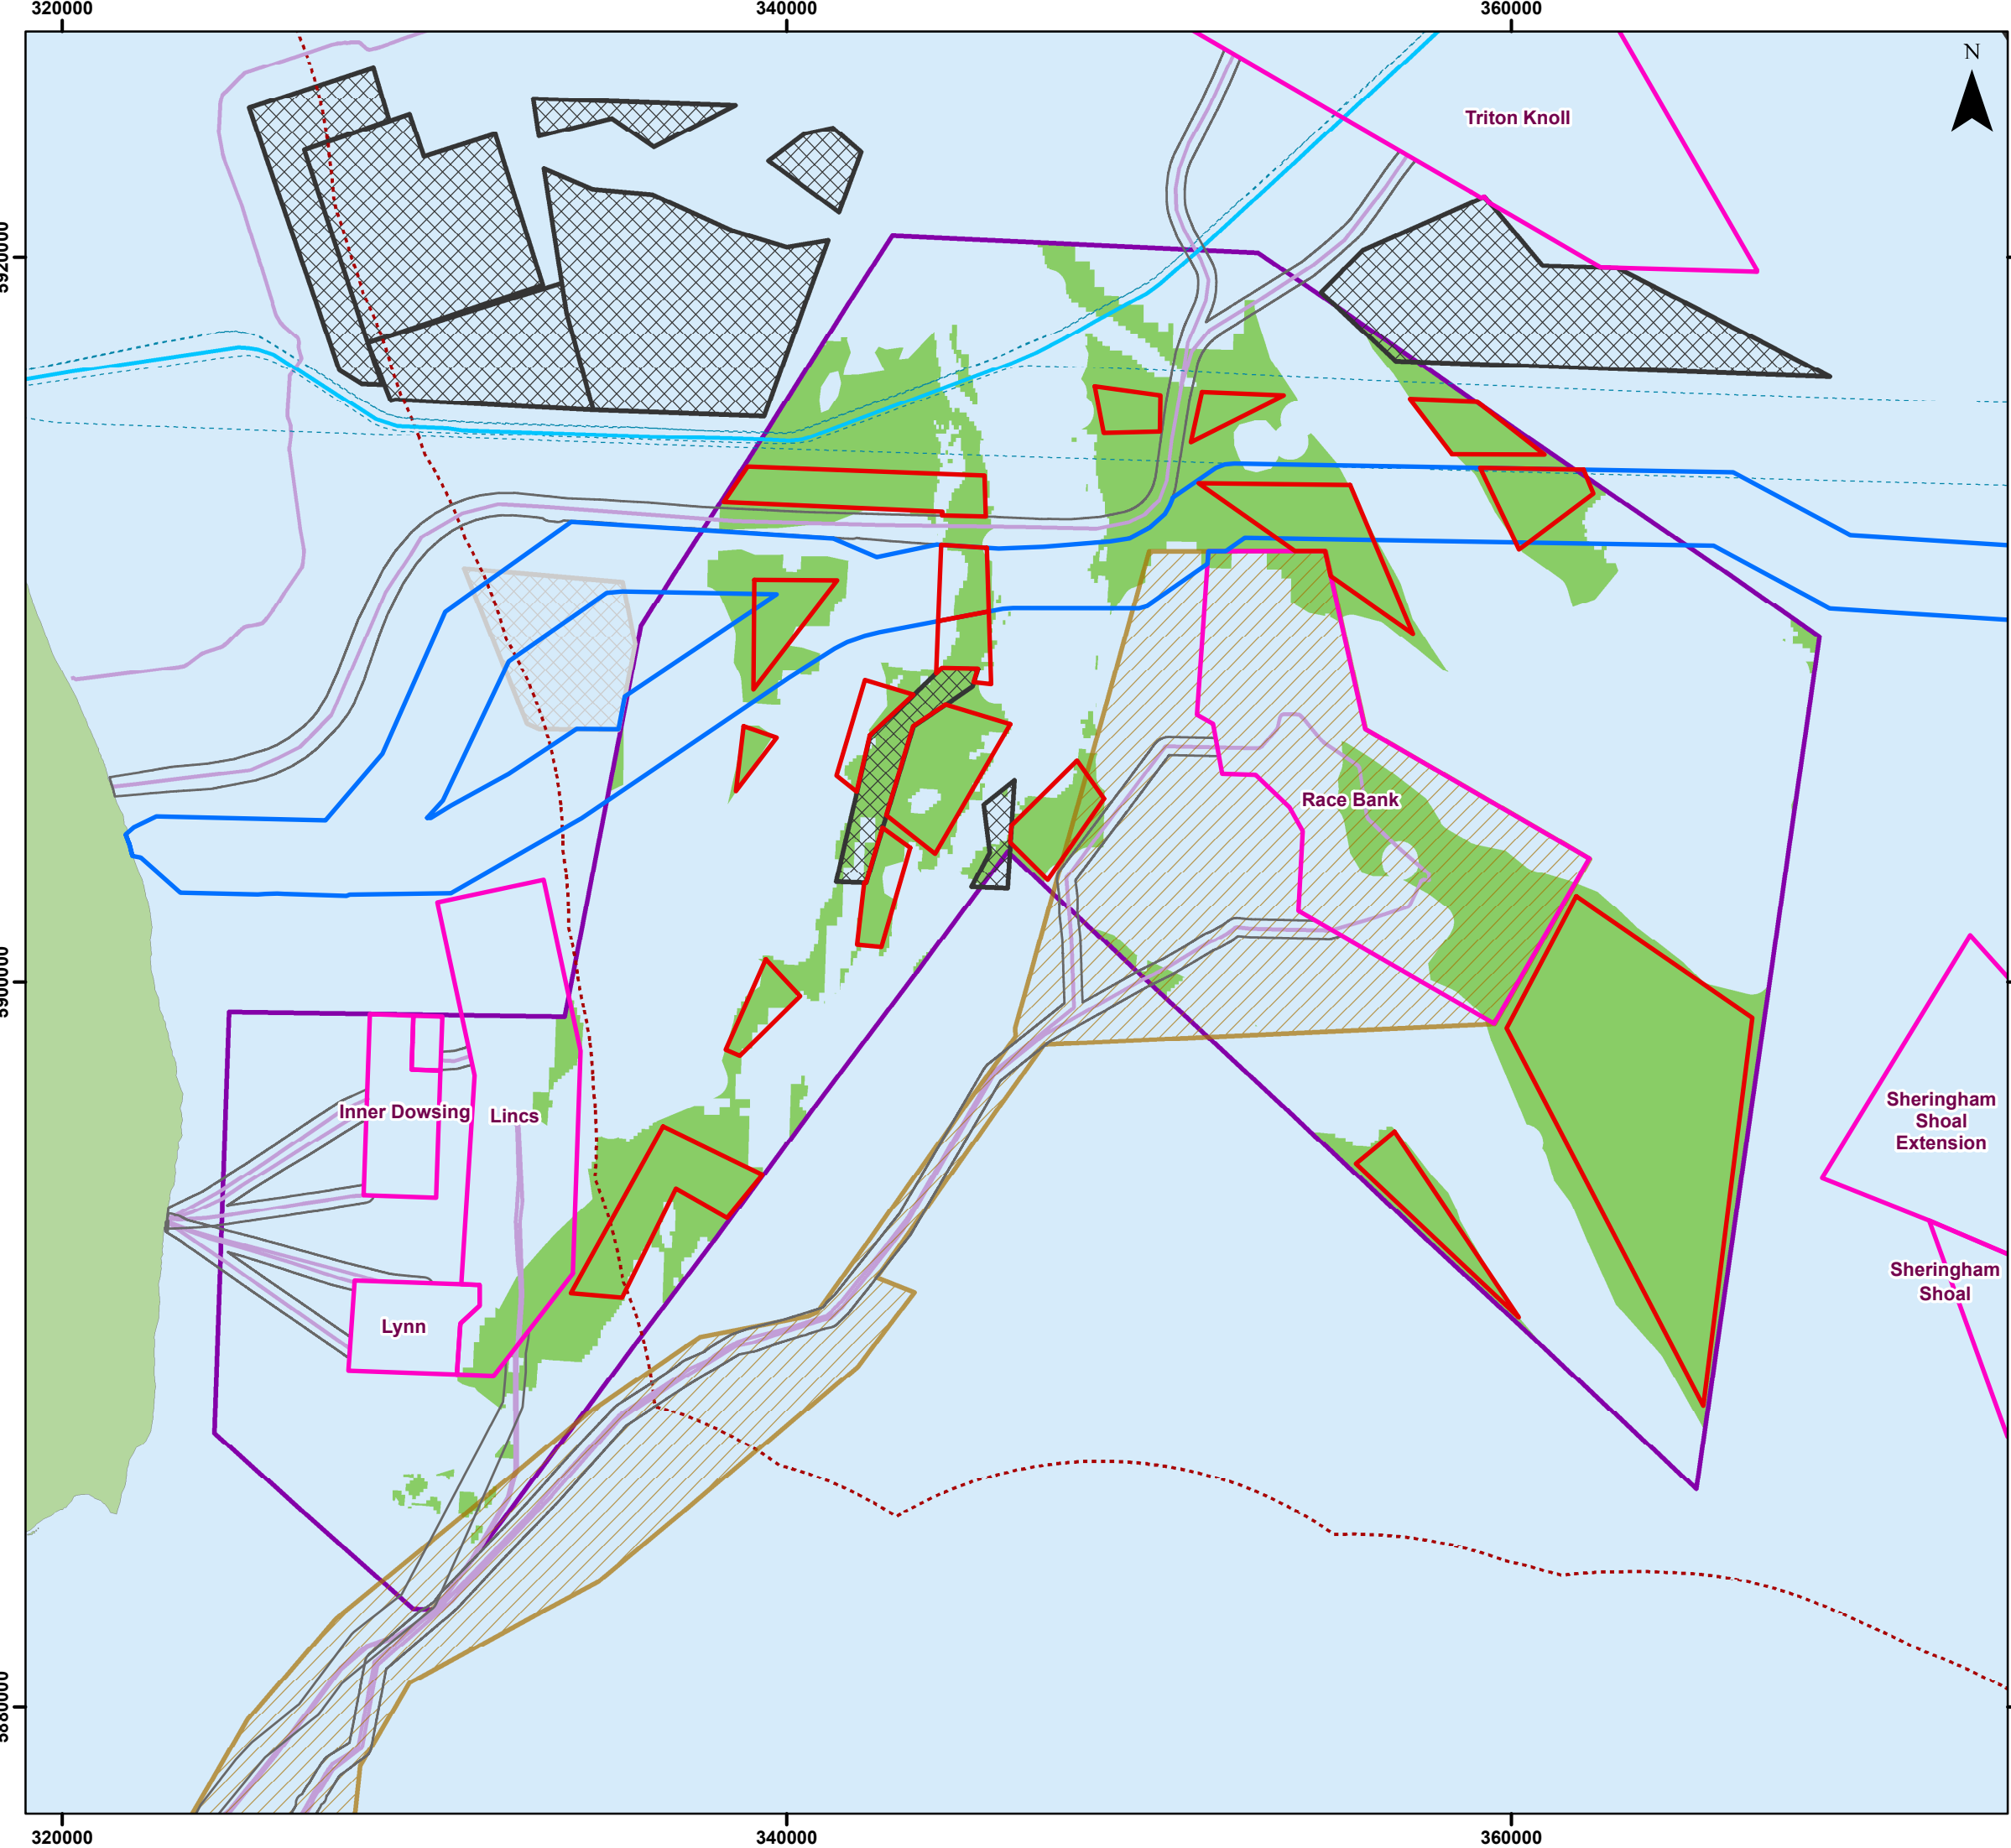 320000
340000
360000
N
Triton Knoll
Race Bank
Inner Dowsing
Lincs
Sheringham
Shoal
Extension
Sheringham
Shoal
Lynn
320000
340000
360000